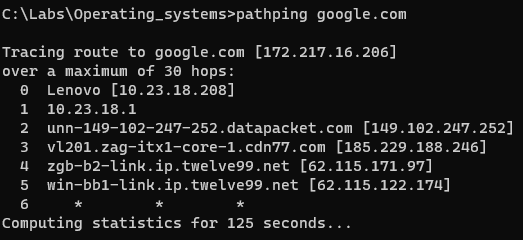 C:\Labs\Operating_systems>pathping google.com
Tracing route to google.com [172.217.16.206]
over a maximum of 30 hops:
0 Lenovo [10.23.18.208]
1 10.23.18.1
2 unn-149-102-247-252.datapacket.com [149.102.247.252]
3 vl201.zag-itx1-core-1.cdn77.com [185.229.188.246]
4 zgb-b2-link.ip.twelve99.net [62.115.171.97]
5 win-bb1-link.ip.twelve99.net [62.115.122.174]
6 * * *
Computing statistics for 125 seconds...